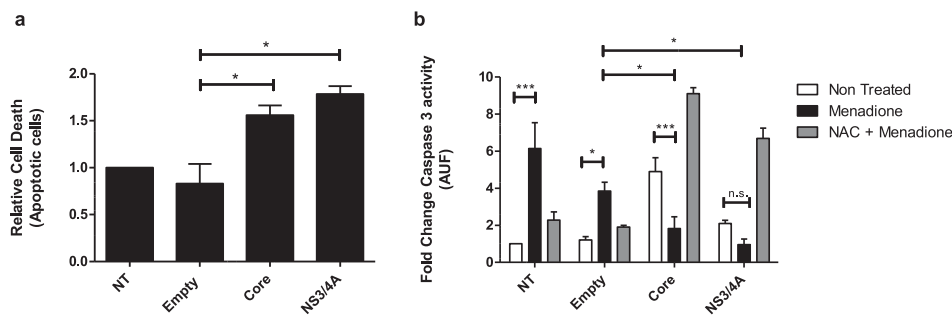 a
Relative Cell Death
(Apoptotic cells)
2.0
1.5
1.0
0.5
0.0
*
*
NT
Empty
Core
NS3/4A
b
Fold Change Caspase 3 activity
(AUF)
10
8
6
4
2
0
***
*
***
n.s.
*
*
NT
Empty
Core
NS3/4A
Non Treated
Menadione
NAC + Menadione